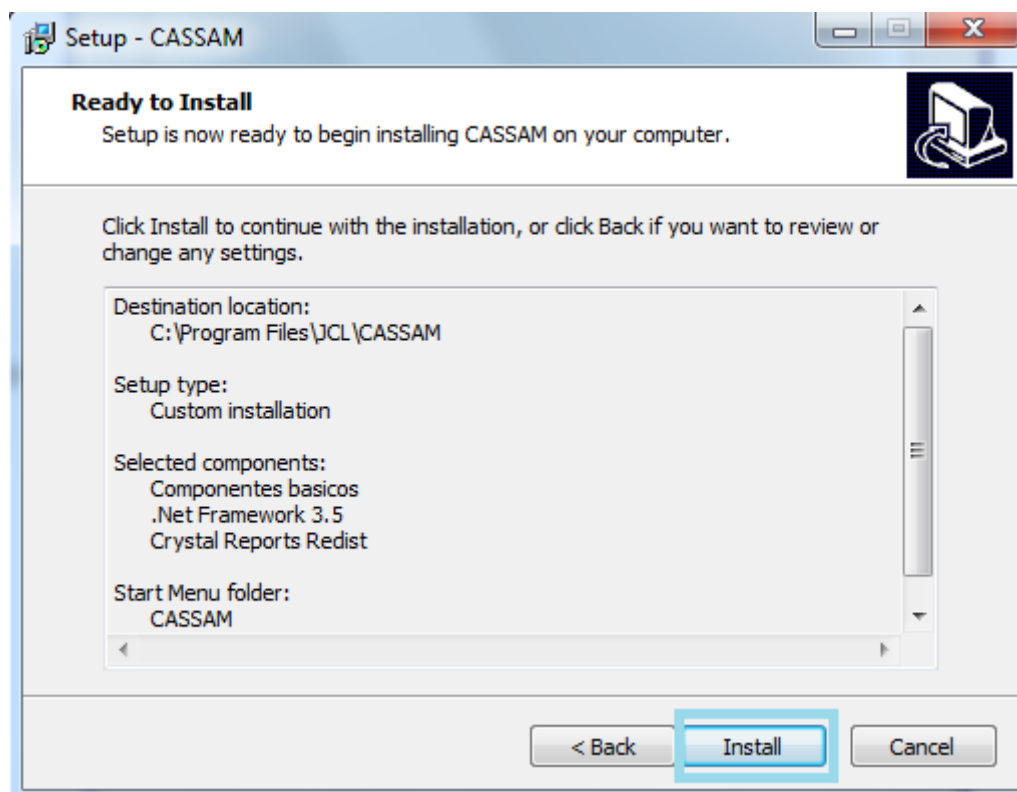 Setup - CASSAM
Ready to Install
Setup is now ready to begin installing CASSAM on your computer.
Click Install to continue with the installation, or click Back if you want to review or
change any settings.
Destination location:
C:\Program Files\JCL\CASSAM
Setup type:
Custom installation
Selected components:
Componentes basicos
.Net Framework 3.5
Crystal Reports Redist
Start Menu folder:
CASSAM
< Back
Install
Cancel